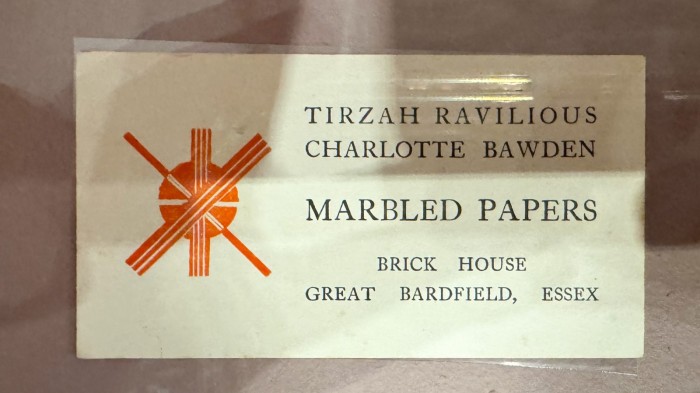 TIRZAH RAVILIOUS
CHARLOTTE BAWDEN
MARBLED PAPERS
BRICK HOUSE
GREAT BARDFIELD, ESSEX